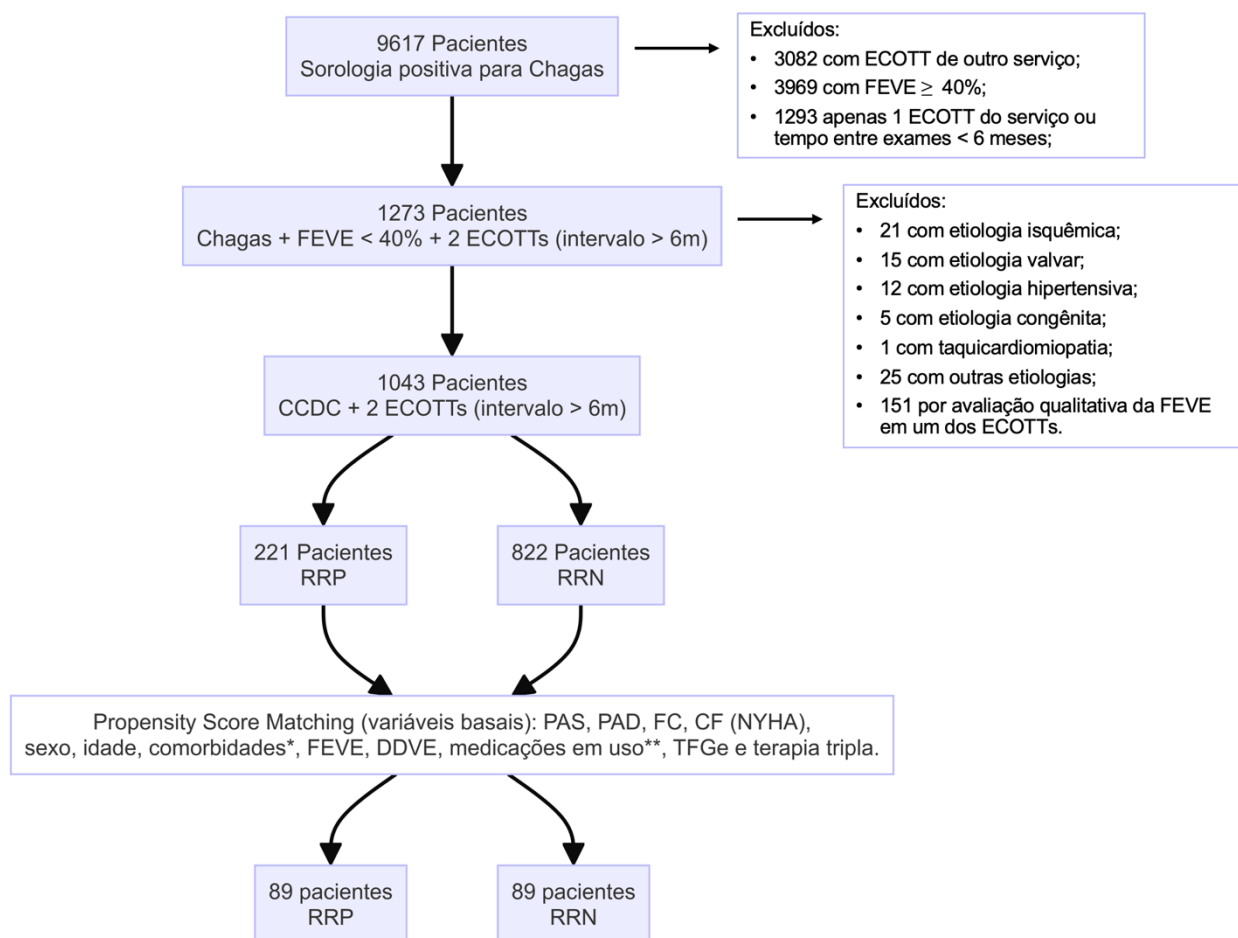 9617 Pacientes
Sorologia positiva para Chagas
Excluídos:
• 3082 com ECOTT de outro serviço;
• 3969 com FEVE ≥ 40%;
• 1293 apenas 1 ECOTT do serviço ou
tempo entre exames < 6 meses;
1273 Pacientes
Chagas + FEVE < 40% + 2 ECOTTs (intervalo > 6m)
Excluídos:
• 21 com etiologia isquêmica;
• 15 com etiologia valvar;
• 12 com etiologia hipertensiva;
• 5 com etiologia congênita;
• 1 com taquicardiomiopatia;
• 25 com outras etiologias;
• 151 por avaliação qualitativa da FEVE
em um dos ECOTTs.
1043 Pacientes
CCDC + 2 ECOTTs (intervalo > 6m)
221 Pacientes
RRP
822 Pacientes
RRN
Propensity Score Matching (variáveis basais): PAS, PAD, FC, CF (NYHA),
sexo, idade, comorbidades*, FEVE, DDVE, medicações em uso**, TFGe e terapia tripla.
89 pacientes
RRP
89 pacientes
RRN